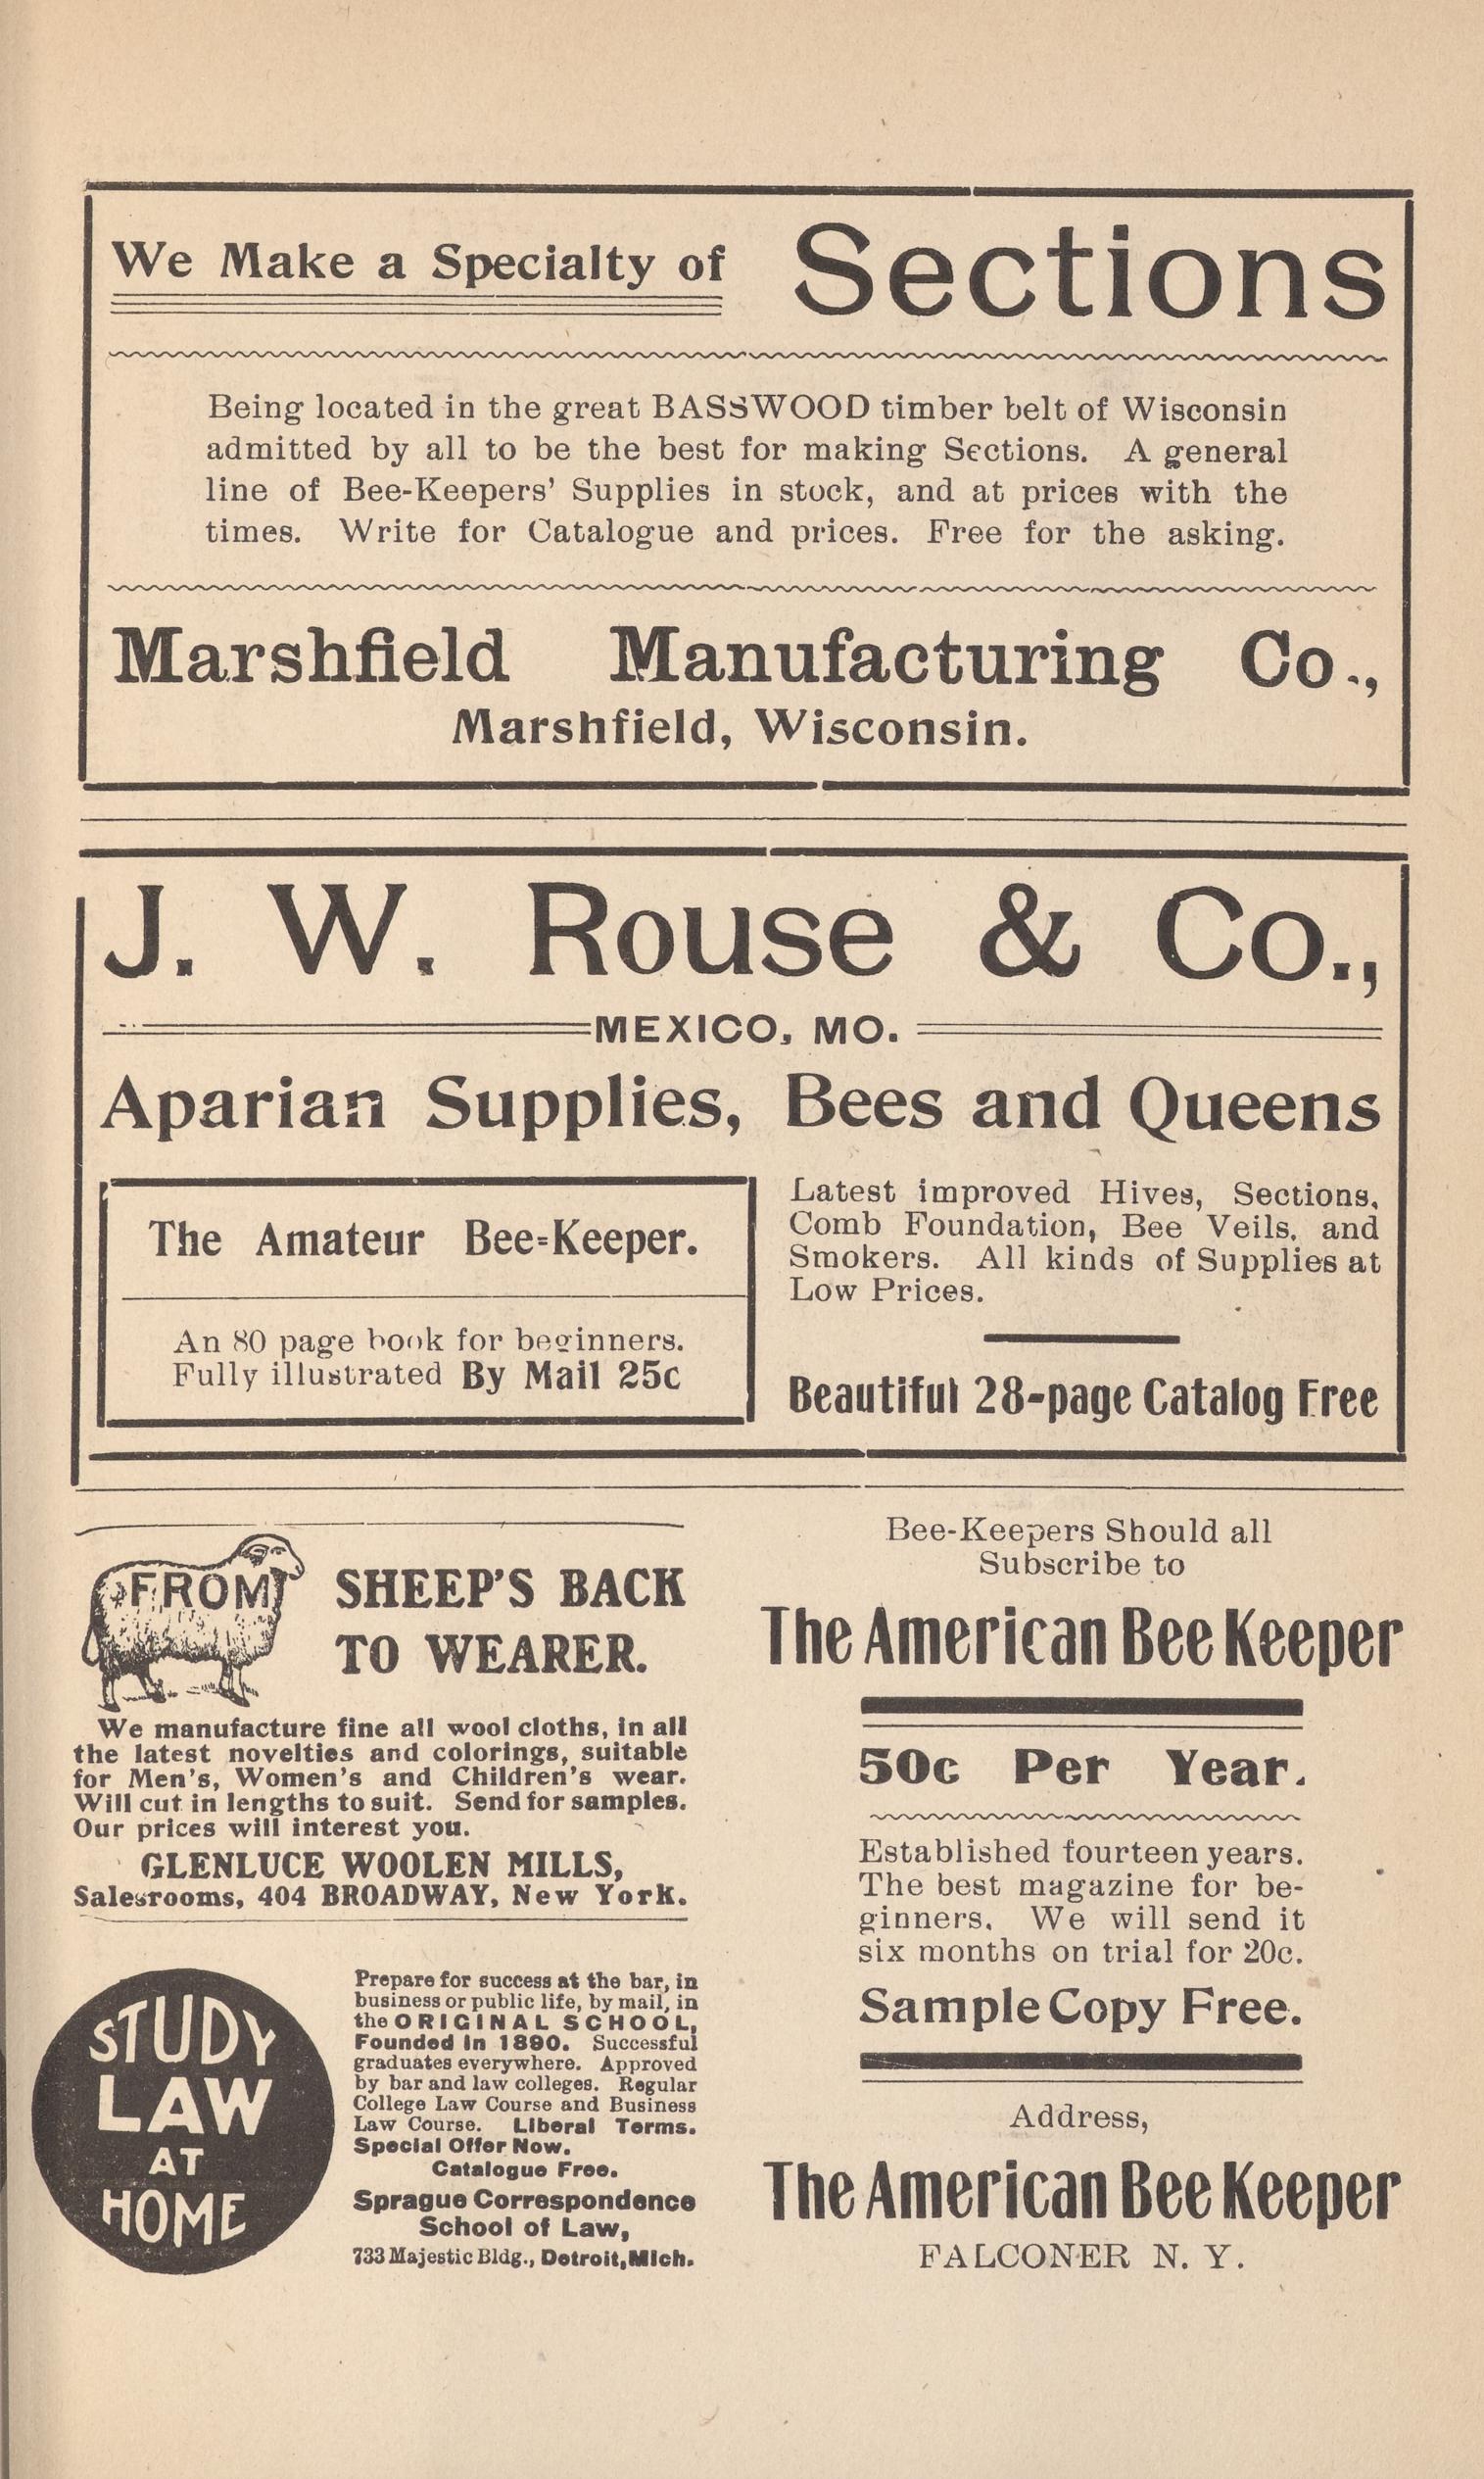 We Make a Specialty of Sections
Being located in the great BASSWOOD timber belt of Wisconsin
admitted by all to be the best for making Sections. A general
line of Bee-Keepers' Supplies in stock, and at prices with the
times. Write for Catalogue and prices. Free for the asking.
Marshfield Manufacturing Co.,
Marshfield, Wisconsin.
J. W. Rouse & Co.,
MEXICO, MO.
Aparian Supplies, Bees and Queens
The Amateur Bee=Keeper.
An 80 page book for beginners.
Fully illustrated By Mail 25c
Latest improved Hives, Sections,
Comb Foundation, Bee Veils, and
Smokers. All kinds of Supplies at
Low Prices.
Beautiful 28-page Catalog Free
FROM SHEEP'S BACK
TO WEARER.
We manufacture fine all wool cloths, in all
the latest novelties and colorings, suitable
for Men's, Women's and Children's wear.
Will cut in lengths to suit. Send for samples.
Our prices will interest you.
GLENLUCE WOOLEN MILLS,
Salesrooms, 404 BROADWAY, New York.
STUDY
LAW
AT
HOME
Prepare for success at the bar, in
business or public life, by mail, in
the ORIGINAL SCHOOL,
Founded in 1890. Successful
graduates everywhere. Approved
by bar and law colleges. Regular
College Law Course and Business
Law Course. Liberal Terms.
Special Offer Now.
Catalogue Free.
Sprague Correspondence
School of Law,
733 Majestic Bldg., Detroit, Mich.
Bee-Keepers Should all
Subscribe to
The American Bee Keeper
50c Per Year.
Established fourteen years.
The best magazine for be-
ginners. We will send it
six months on trial for 20c.
Sample Copy Free.
Address,
The American Bee Keeper
FALCONER N. Y.